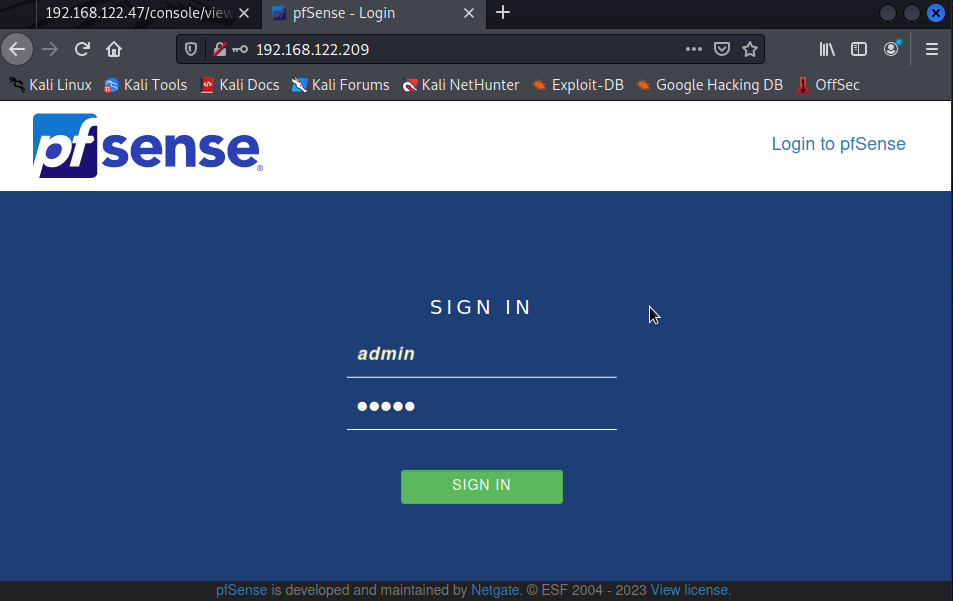 192.168.122.47/console/view
pfSense - Login
192.168.122.209
Kali Linux Kali Tools Kali Docs Kali Forums Kali NetHunter Exploit-DB Google Hacking DB OffSec
pfsense®
Login to pfSense
SIGN IN
admin
●●●●●
SIGN IN
pfSense is developed and maintained by Netgate. © ESF 2004 - 2023 View license.